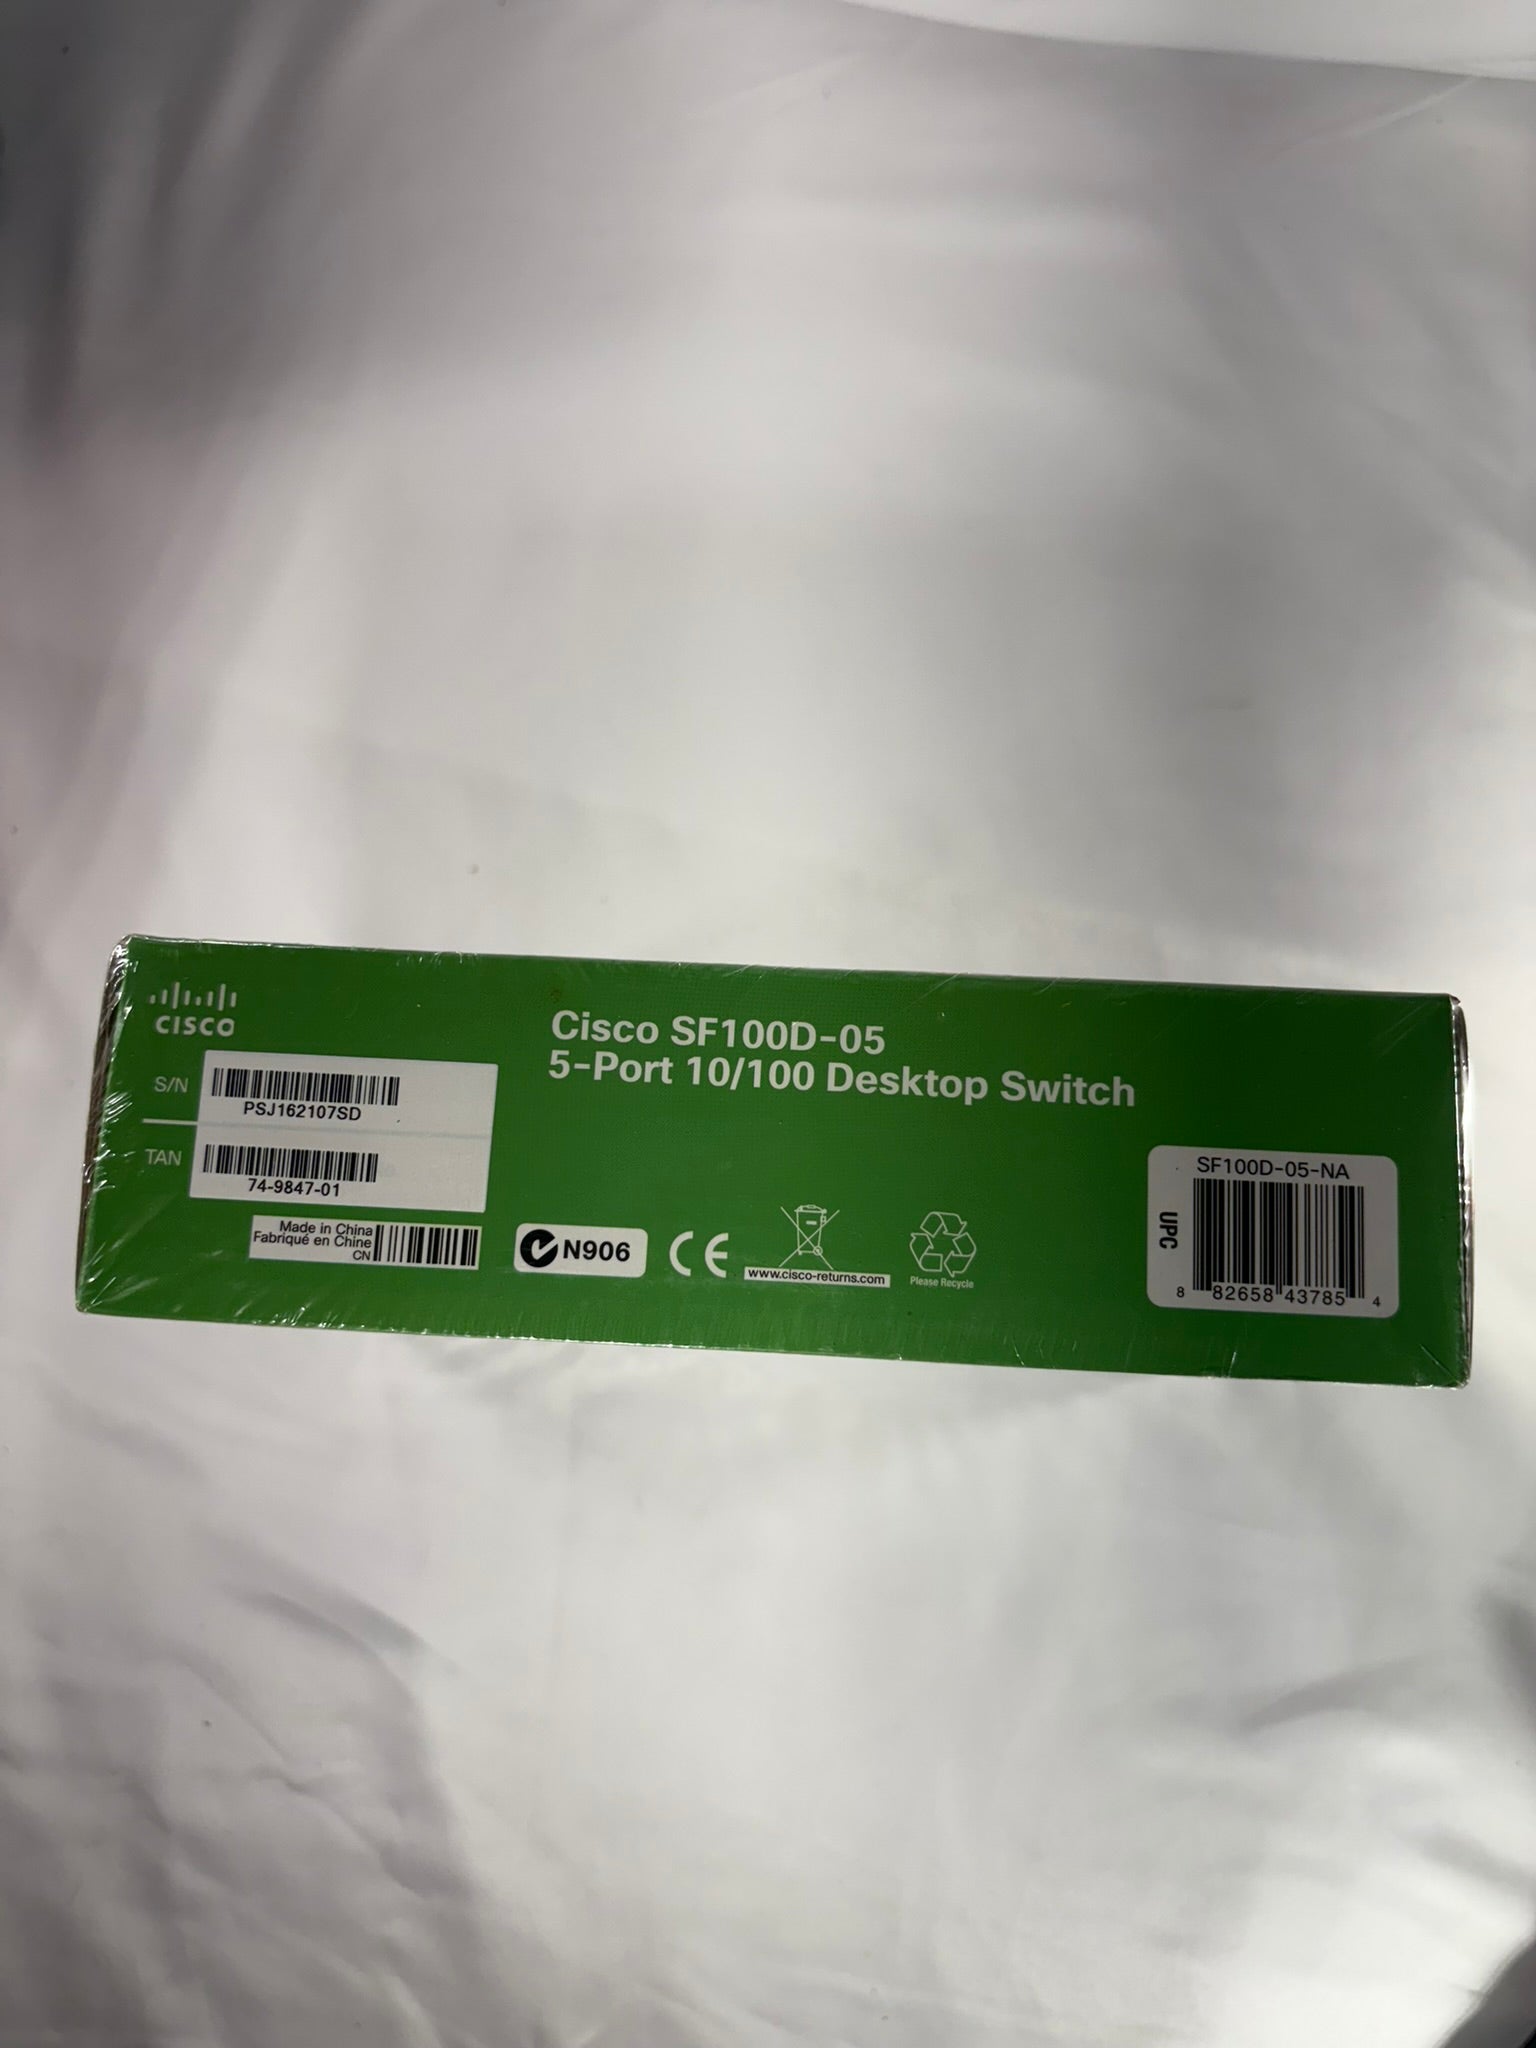 CISCO
Cisco SF100D-05
5-Port 10/100 Desktop Switch
S/N
PSJ162107SD
TAN
74-9847-01
Made in China
Fabriqué en Chine
CN
N906
CE
www.cisco-returns.com
Please Recycle
SF100D-05-NA
UPC
8 82658 43785 4